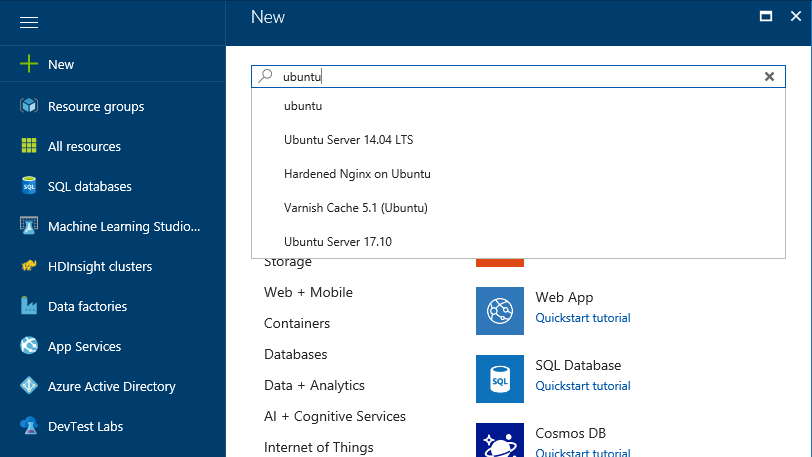 New
New
Resource groups
All resources
SQL databases
Machine Learning Studio...
HDInsight clusters
Data factories
App Services
Azure Active Directory
DevTest Labs
ubuntu
ubuntu
Ubuntu Server 14.04 LTS
Hardened Nginx on Ubuntu
Varnish Cache 5.1 (Ubuntu)
Ubuntu Server 17.10
Storage
Web + Mobile
Containers
Databases
Data + Analytics
AI + Cognitive Services
Internet of Things
Web App
Quickstart tutorial
SQL
SQL Database
Quickstart tutorial
Cosmos DB
Quickstart tutorial